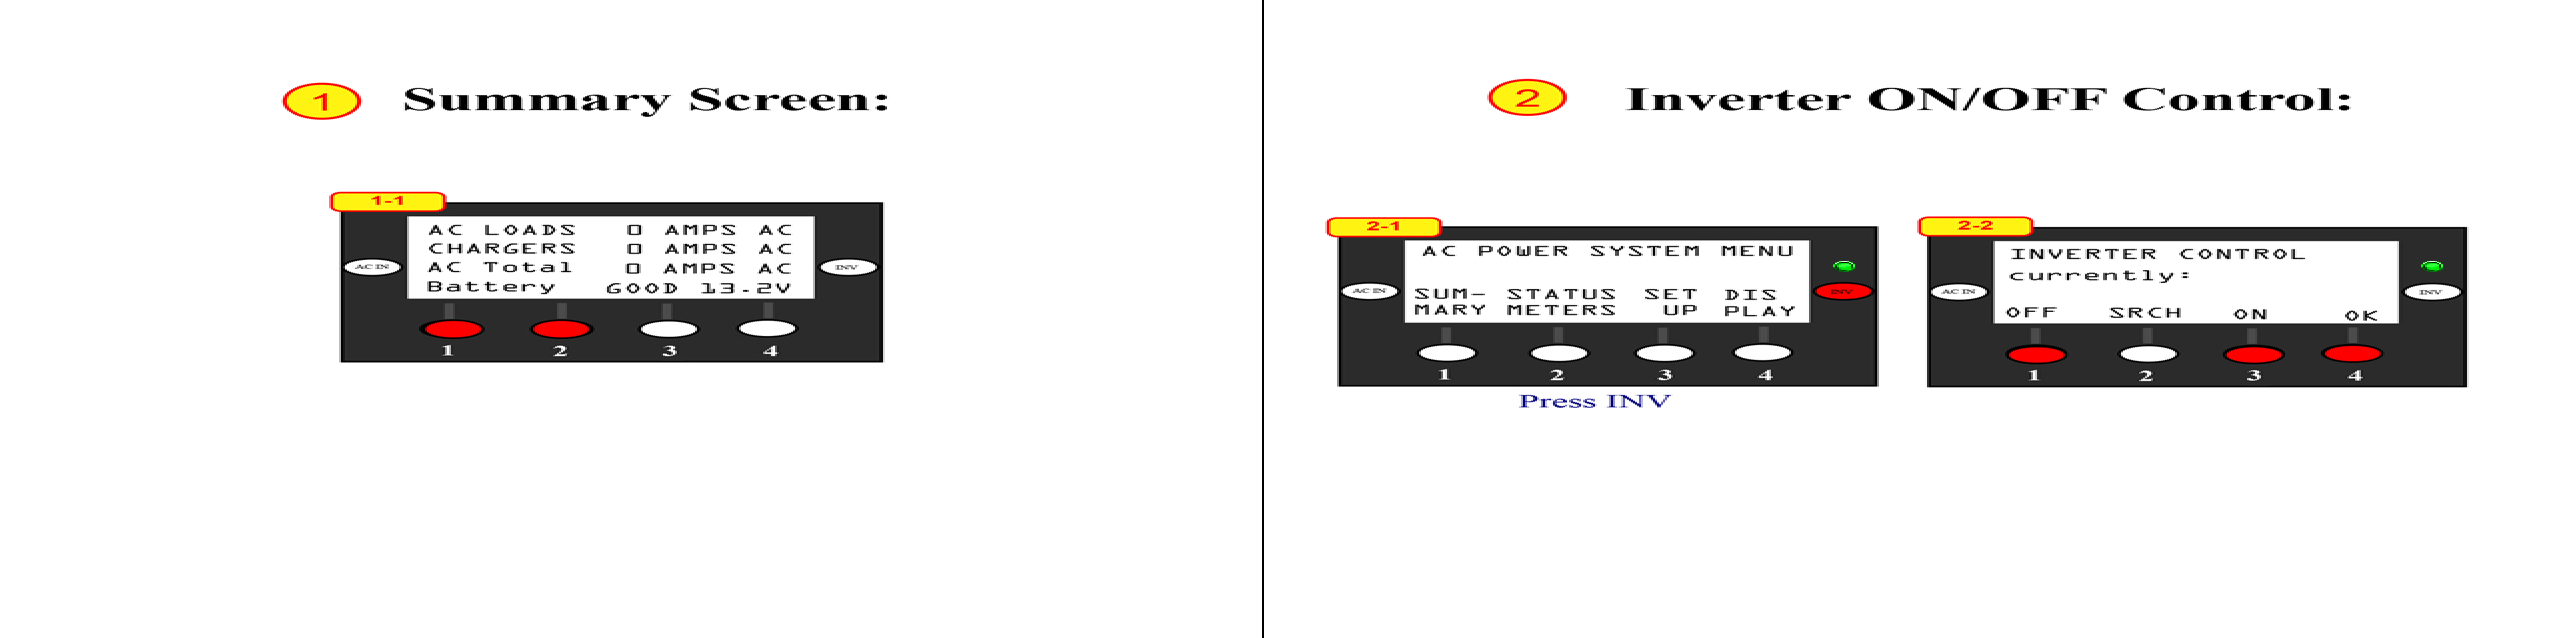 1 Summary Screen:
1-1
AC LOADS 0 AMPS AC
CHARGERS 0 AMPS AC
AC Total 0 AMPS AC
Battery GOOD 13.2V
AC IN
INV
1 2 3 4
2 Inverter ON/OFF Control:
2-1
AC POWER SYSTEM MENU
SUM- STATUS SET DIS
MARY METERS UP PLAY
AC IN
INV
1 2 3 4
Press INV
2-2
INVERTER CONTROL
currently:
OFF SRCH ON OK
AC IN
INV
1 2 3 4